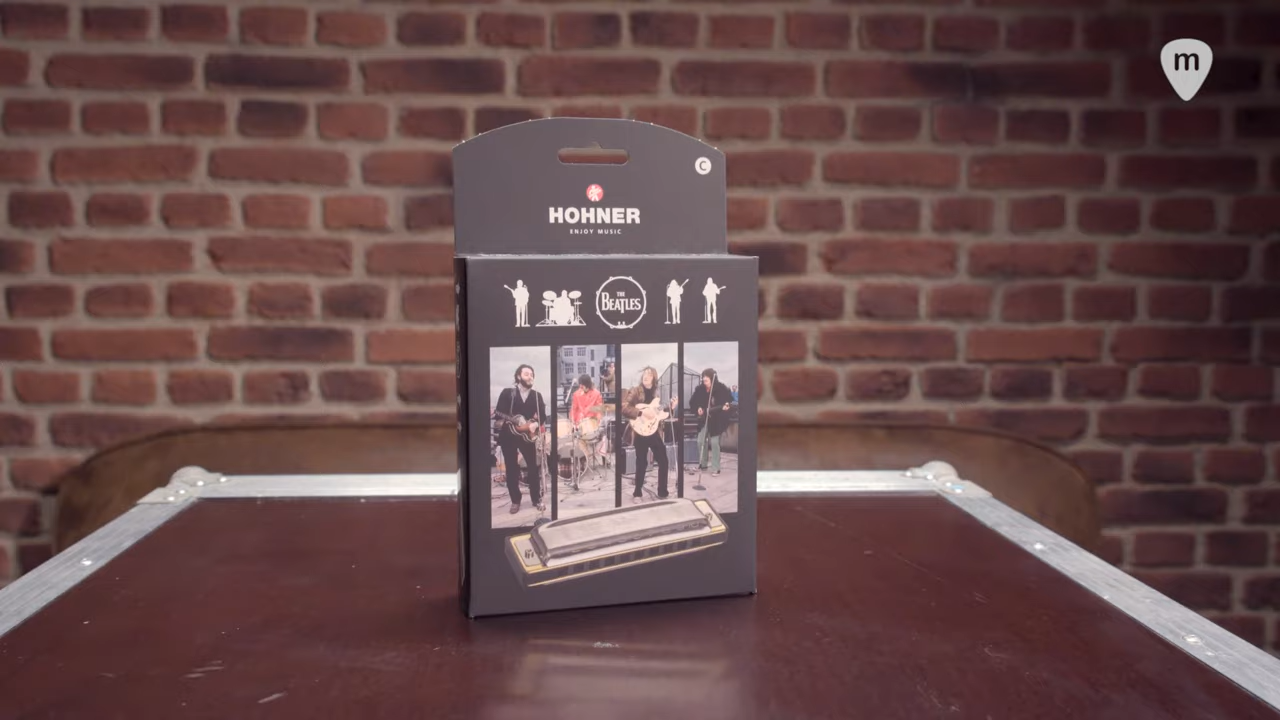 m
C
HOHNER
ENJOY MUSIC
THE
BEATLES